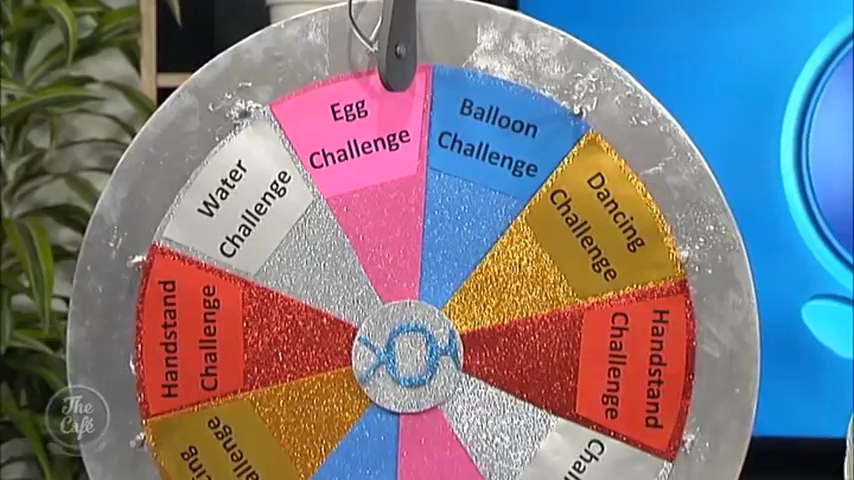 Egg
Challenge
Balloon
Challenge
Water
Challenge
Dancing
Challenge
Handstand
Challenge
Handstand
Challenge
The
Café